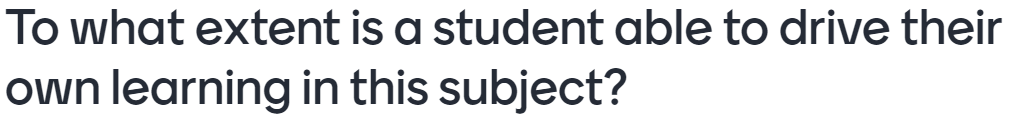 To what extent is a student able to drive their
own learning in this subject?